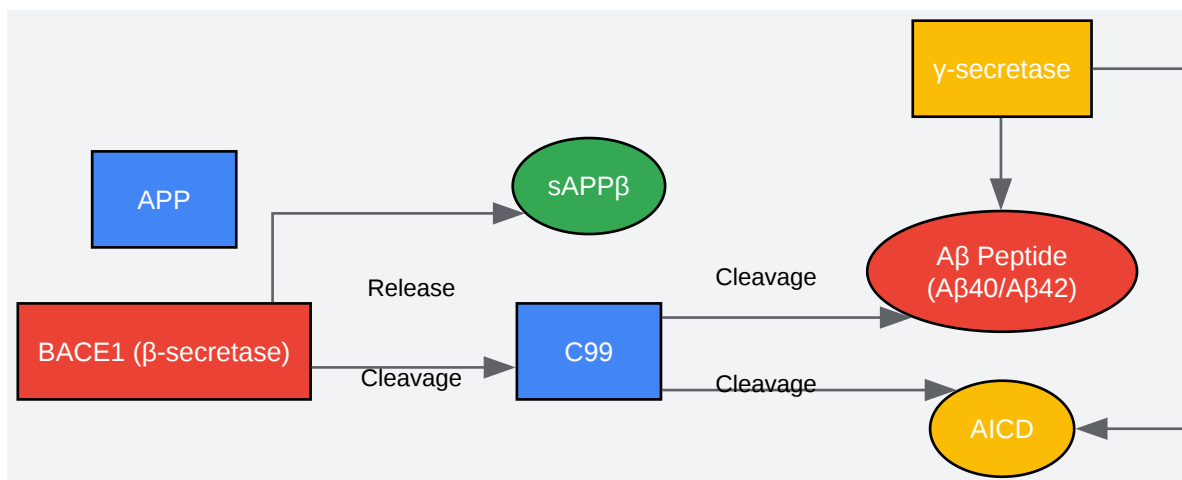 γ-secretase
APP
sAPPβ
Aβ Peptide
(Aβ40/Aβ42)
Release
Cleavage
BACE1 (β-secretase)
Cleavage
C99
Cleavage
AICD